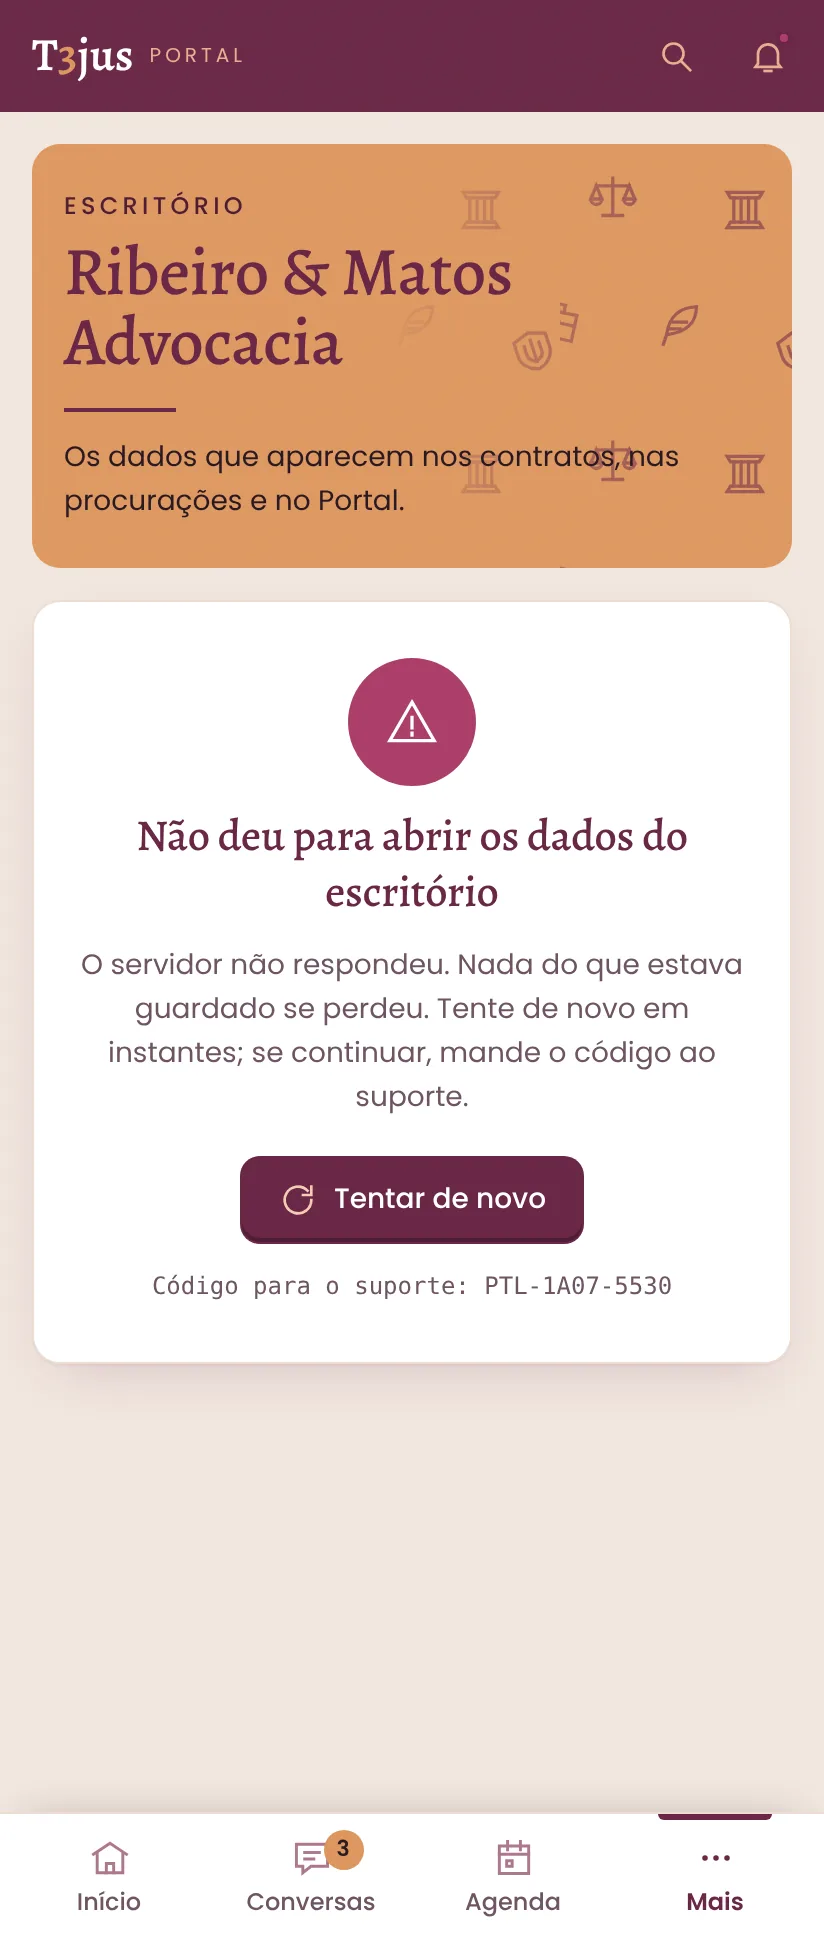 T3jus PORTAL
ESCRITÓRIO
Ribeiro & Matos
Advocacia
Os dados que aparecem nos contratos, nas
procurações e no Portal.
Não deu para abrir os dados do
escritório
O servidor não respondeu. Nada do que estava
guardado se perdeu. Tente de novo em
instantes; se continuar, mande o código ao
suporte.
Tentar de novo
Código para o suporte: PTL-1A07-5530
3
Início
Conversas
Agenda
Mais